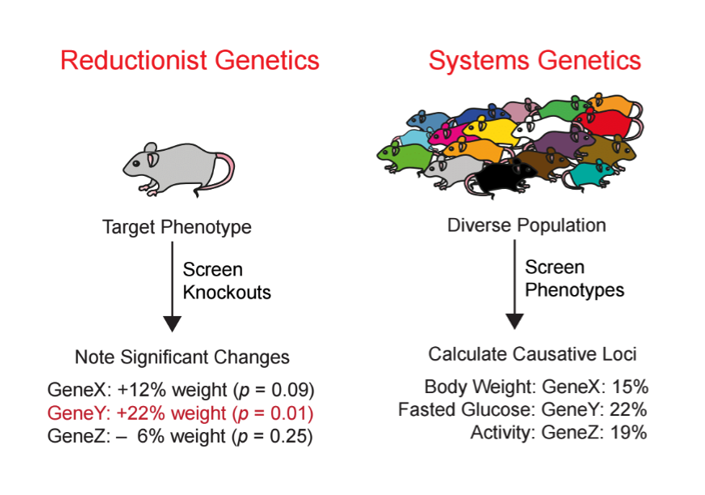 Reductionist Genetics
Target Phenotype
Screen
Knockouts
Note Significant Changes
GeneX: +12% weight (p = 0.09)
GeneY: +22% weight (p = 0.01)
GeneZ: – 6% weight (p = 0.25)
Systems Genetics
Diverse Population
Screen
Phenotypes
Calculate Causative Loci
Body Weight: GeneX: 15%
Fasted Glucose: GeneY: 22%
Activity: GeneZ: 19%